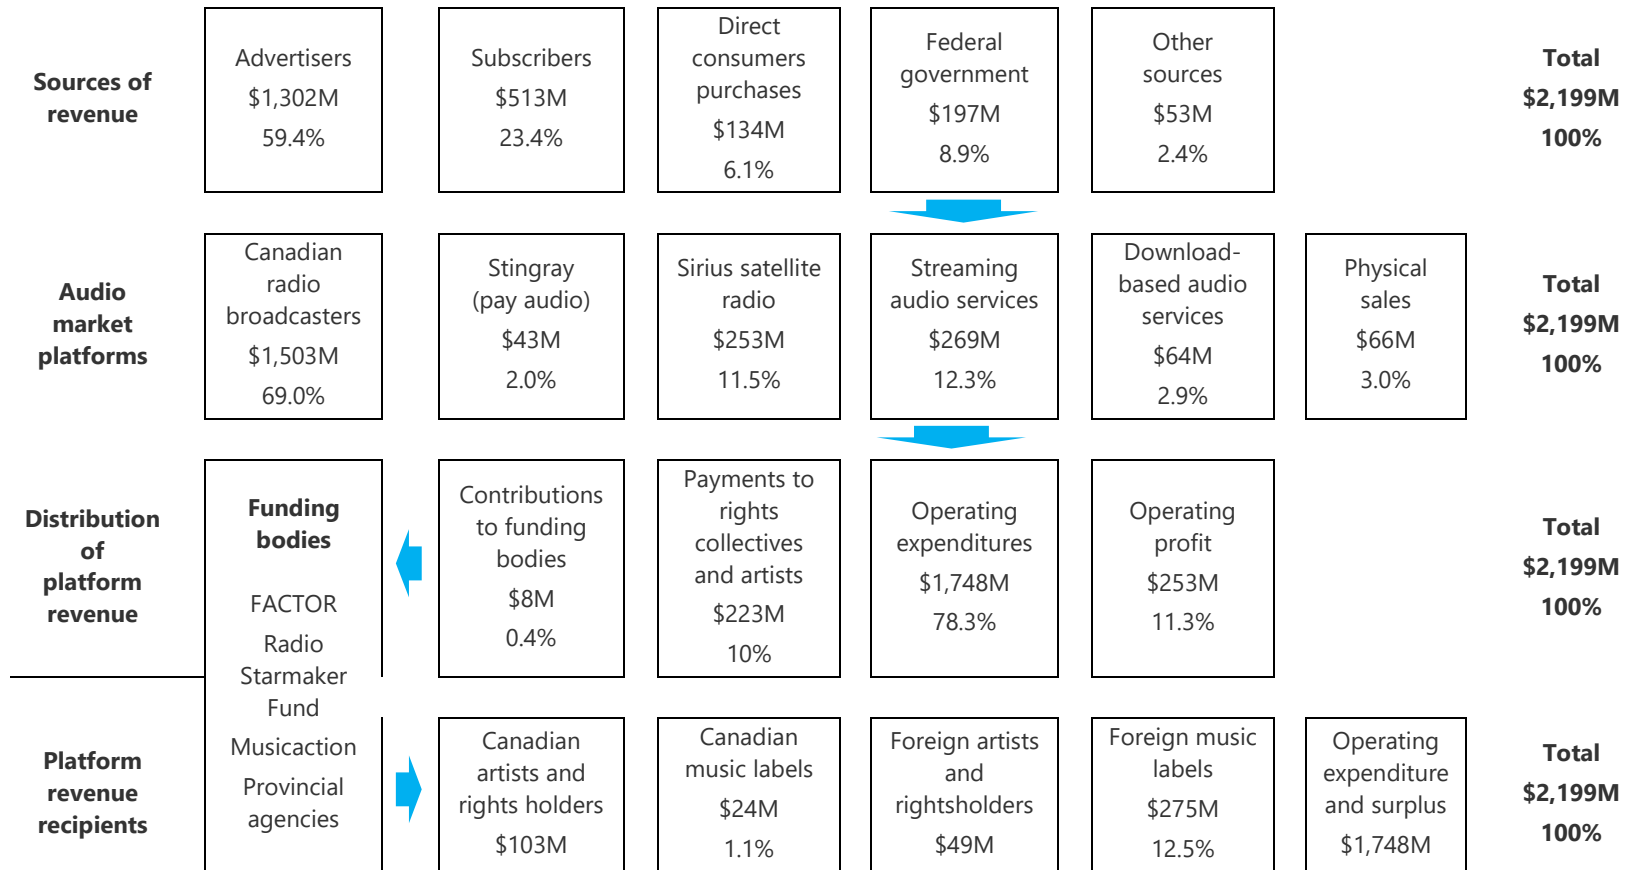 Sources of
revenue
Advertisers
$1,302M
59.4%
Subscribers
$513M
23.4%
Direct
consumers
purchases
$134M
6.1%
Federal
government
$197M
8.9%
Other
sources
$53M
2.4%
Total
$2,199M
100%
Audio
market
platforms
Canadian
radio
broadcasters
$1,503M
69.0%
Stingray
(pay audio)
$43M
2.0%
Sirius satellite
radio
$253M
11.5%
Streaming
audio services
$269M
12.3%
Download-
based audio
services
$64M
2.9%
Physical
sales
$66M
3.0%
Total
$2,199M
100%
Distribution
of
platform
revenue
Funding
bodies
FACTOR
Radio
Starmaker
Fund
Musicaction
Provincial
agencies
Contributions
to funding
bodies
$8M
0.4%
Payments to
rights
collectives
and artists
$223M
10%
Operating
expenditures
$1,748M
78.3%
Operating
profit
$253M
11.3%
Total
$2,199M
100%
Platform
revenue
recipients
Canadian
artists and
rights holders
$103M
Canadian
music labels
$24M
1.1%
Foreign artists
and
rightsholders
$49M
Foreign music
labels
$275M
12.5%
Operating
expenditure
and surplus
$1,748M
Total
$2,199M
100%